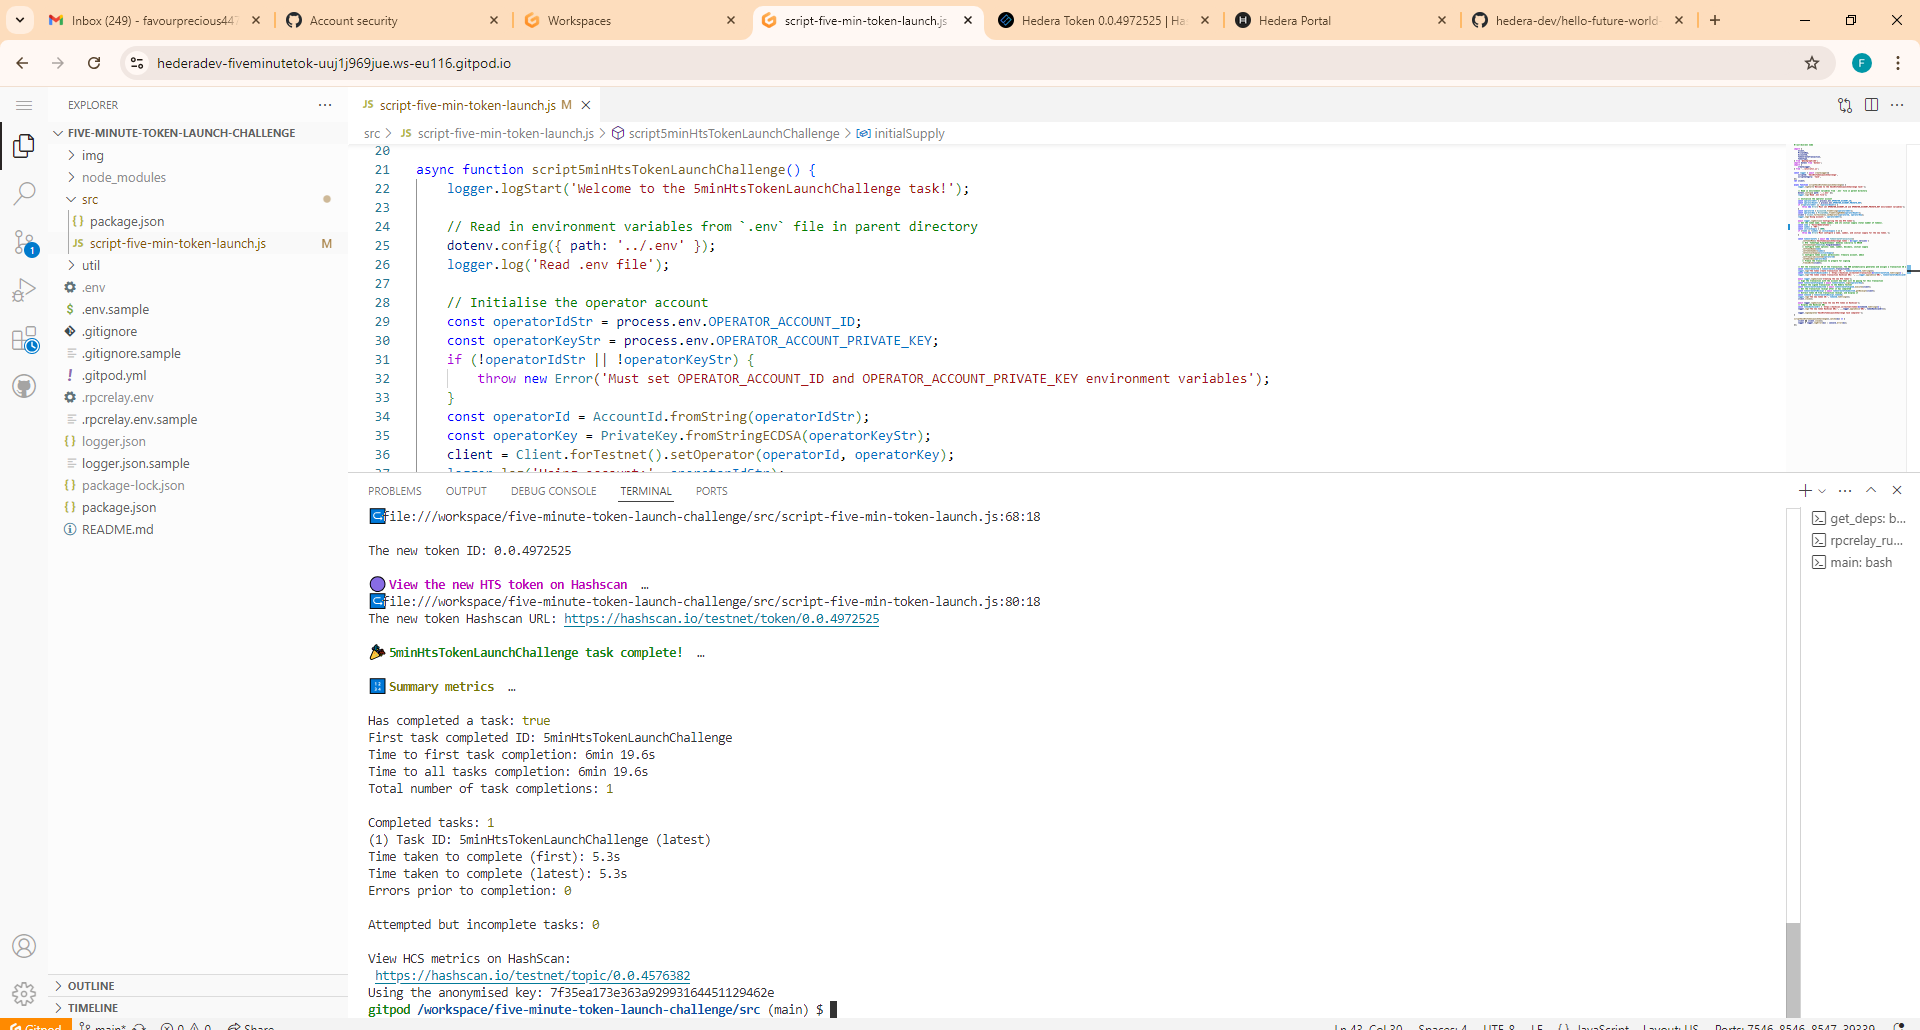 Inbox (249) - favourprecious447
Account security
Workspaces
script-five-min-token-launch.js
Hedera Token 0.0.4972525 | Ha
Hedera Portal
hedera-dev/hello-future-world-
hederadev-fiveminutetok-uuj1j969jue.ws-eu116.gitpod.io
F
EXPLORER
FIVE-MINUTE-TOKEN-LAUNCH-CHALLENGE
img
node_modules
src
package.json
script-five-min-token-launch.js M
util
.env
.env.sample
.gitignore
.gitignore.sample
.gitpod.yml
.rpcrelay.env
.rpcrelay.env.sample
logger.json
logger.json.sample
package-lock.json
package.json
README.md
OUTLINE
TIMELINE
1
JS script-five-min-token-launch.js M
src > JS script-five-min-token-launch.js > script5minHtsTokenLaunchChallenge > initialSupply
20
21 async function script5minHtsTokenLaunchChallenge() {
22 logger.logStart('Welcome to the 5minHtsTokenLaunchChallenge task!');
23
24 // Read in environment variables from `.env` file in parent directory
25 dotenv.config({ path: '../.env' });
26 logger.log('Read .env file');
27
28 // Initialise the operator account
29 const operatorIdStr = process.env.OPERATOR_ACCOUNT_ID;
30 const operatorKeyStr = process.env.OPERATOR_ACCOUNT_PRIVATE_KEY;
31 if (!operatorIdStr || !operatorKeyStr) {
32 throw new Error('Must set OPERATOR_ACCOUNT_ID and OPERATOR_ACCOUNT_PRIVATE_KEY environment variables');
33 }
34 const operatorId = AccountId.fromString(operatorIdStr);
35 const operatorKey = PrivateKey.fromStringECDSA(operatorKeyStr);
36 client = Client.forTestnet().setOperator(operatorId, operatorKey);
37 logger.log('Using account:', operatorIdStr);
PROBLEMS OUTPUT DEBUG CONSOLE TERMINAL PORTS
file:///workspace/five-minute-token-launch-challenge/src/script-five-min-token-launch.js:68:18
The new token ID: 0.0.4972525
View the new HTS token on Hashscan …
file:///workspace/five-minute-token-launch-challenge/src/script-five-min-token-launch.js:80:18
The new token Hashscan URL: https://hashscan.io/testnet/token/0.0.4972525
5minHtsTokenLaunchChallenge task complete! …
Summary metrics …
Has completed a task: true
First task completed ID: 5minHtsTokenLaunchChallenge
Time to first task completion: 6min 19.6s
Time to all tasks completion: 6min 19.6s
Total number of task completions: 1
Completed tasks: 1
(1) Task ID: 5minHtsTokenLaunchChallenge (latest)
Time taken to complete (first): 5.3s
Time taken to complete (latest): 5.3s
Errors prior to completion: 0
Attempted but incomplete tasks: 0
View HCS metrics on HashScan:
https://hashscan.io/testnet/topic/0.0.4576382
Using the anonymised key: 7f35ea173e363a92993164451129462e
gitpod /workspace/five-minute-token-launch-challenge/src (main) $
get_deps: b...
rpcrelay_ru...
main: bash
Gitpod main* 0 0 Share
Ln 43, Col 30 Spaces: 4 UTF-8 LF {} JavaScript Layout: US Ports: 7546, 8546, 8547, 39339